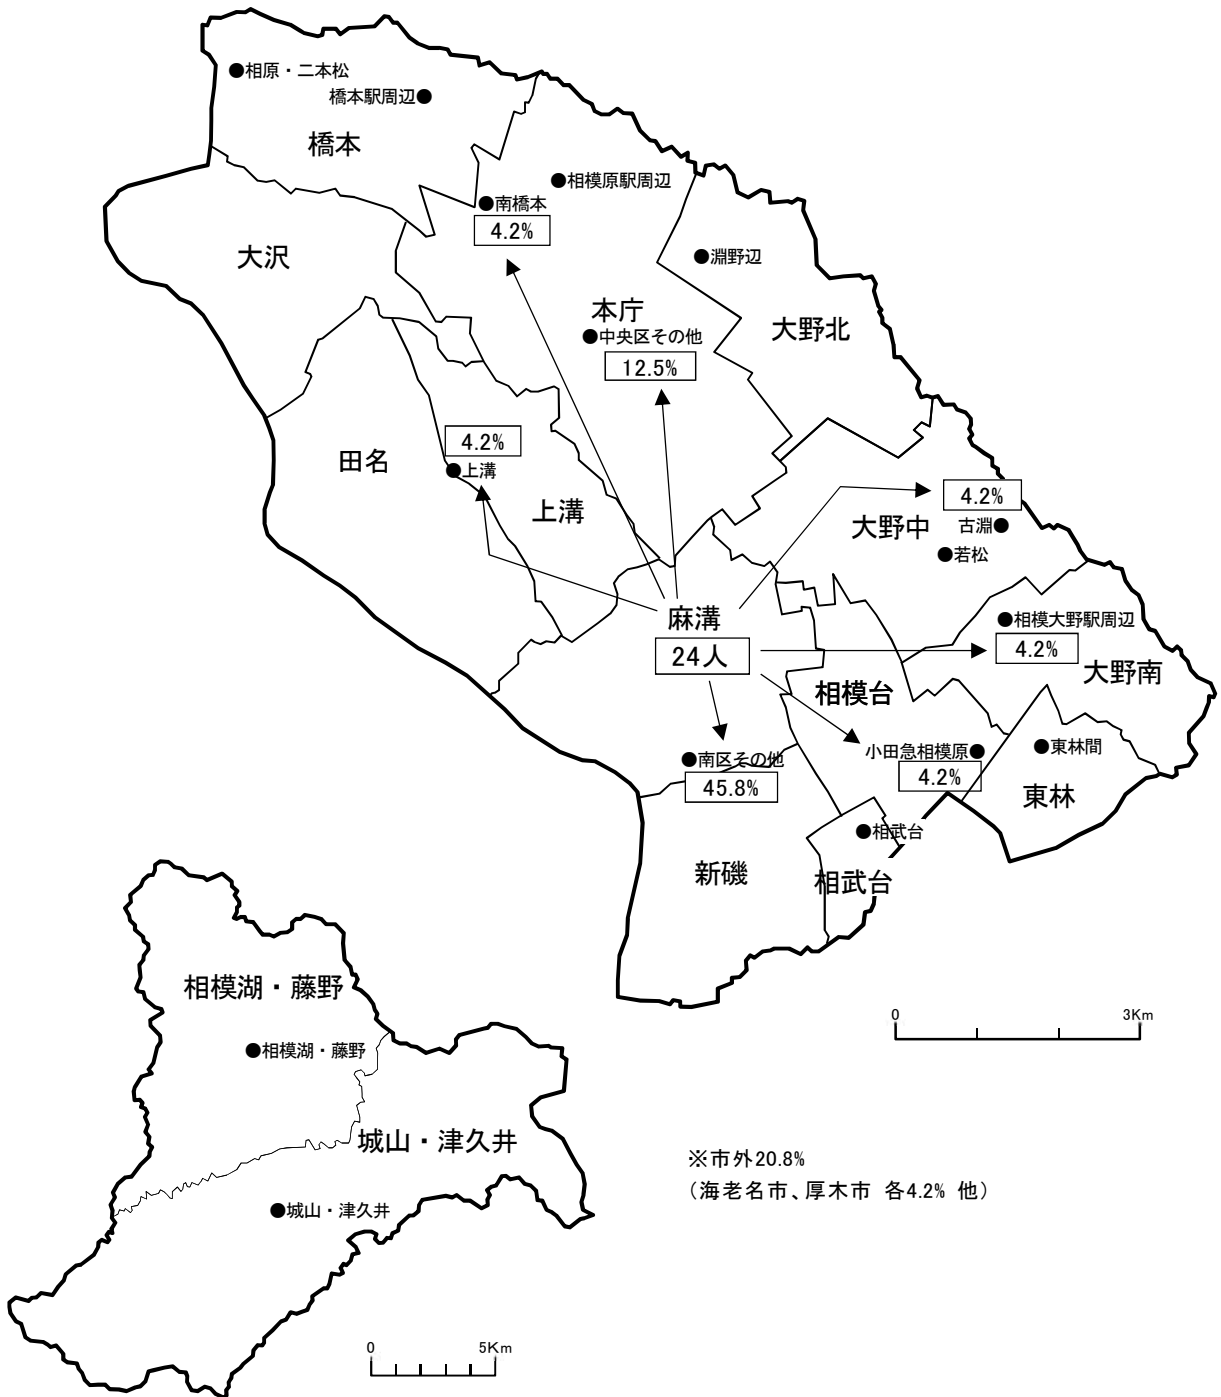 ●相原・二本松
橋本駅周辺●
橋本
●相模原駅周辺
●南橋本
4.2%
大沢
●淵野辺
本庁
●中央区その他
12.5%
大野北
4.2%
●上溝
田名
上溝
4.2%
大野中
古淵●
●若松
麻溝
24人
●相模大野駅周辺
4.2%
大野南
相模台
小田急相模原●
4.2%
●東林間
東林
●南区その他
45.8%
●相武台
相武台
新磯
相模湖・藤野
●相模湖・藤野
0 3Km
城山・津久井
●城山・津久井
※市外20.8%
（海老名市、厚木市 各4.2% 他）
0 5Km